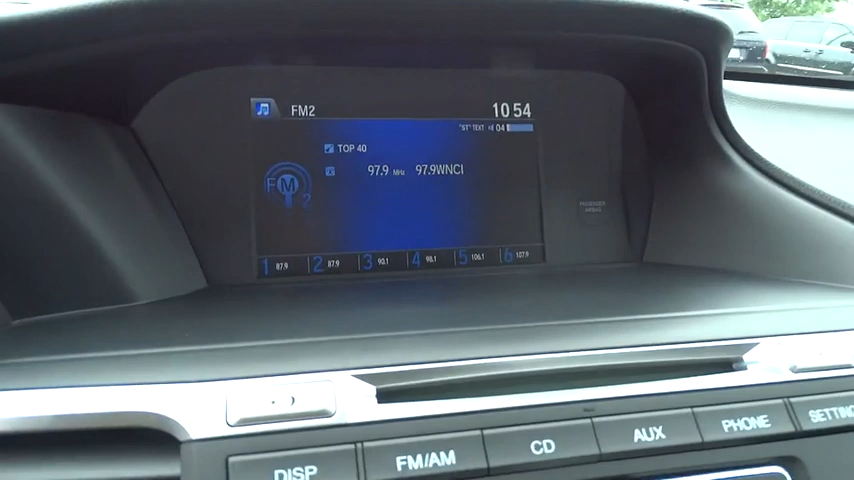 FM2 10 54
"ST" TEXT 04
TOP 40
97.9 MHz 97.9WNCI
FM 2
1 87.9 2 87.9 3 90.1 4 98.1 5 106.1 6 107.9
PASSENGER
AIRBAG
DISP FM/AM CD AUX PHONE SETTING